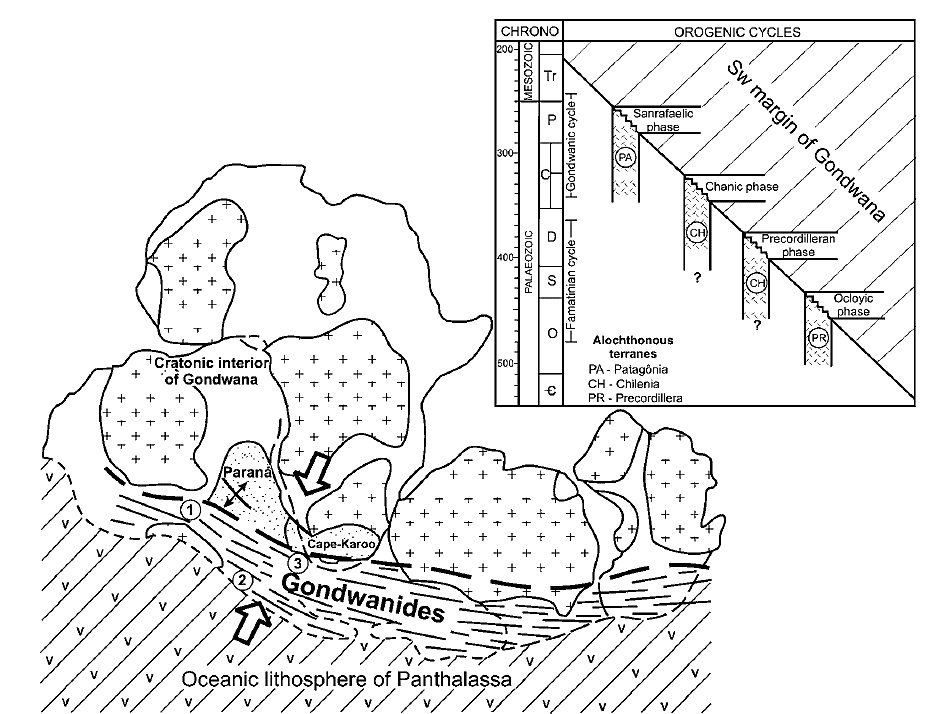 CHRONO
OROGENIC CYCLES
200
300
400
500
MESOZOIC
PALAEOZOIC
Tr
P
C
D
S
O
Є
Gondwanic cycle
Famatinian cycle
Sw margin of Gondwana
Sanrafaelic
phase
PA
Chanic phase
CH
?
Precordilleran
phase
CH
?
Ocloyic
phase
PR
Alochthonous
terranes
PA - Patagônia
CH - Chilenia
PR - Precordillera
Cratonic interior
of Gondwana
Paraná
Cape-Karoo
1
2
3
Gondwanides
Oceanic lithosphere of Panthalassa